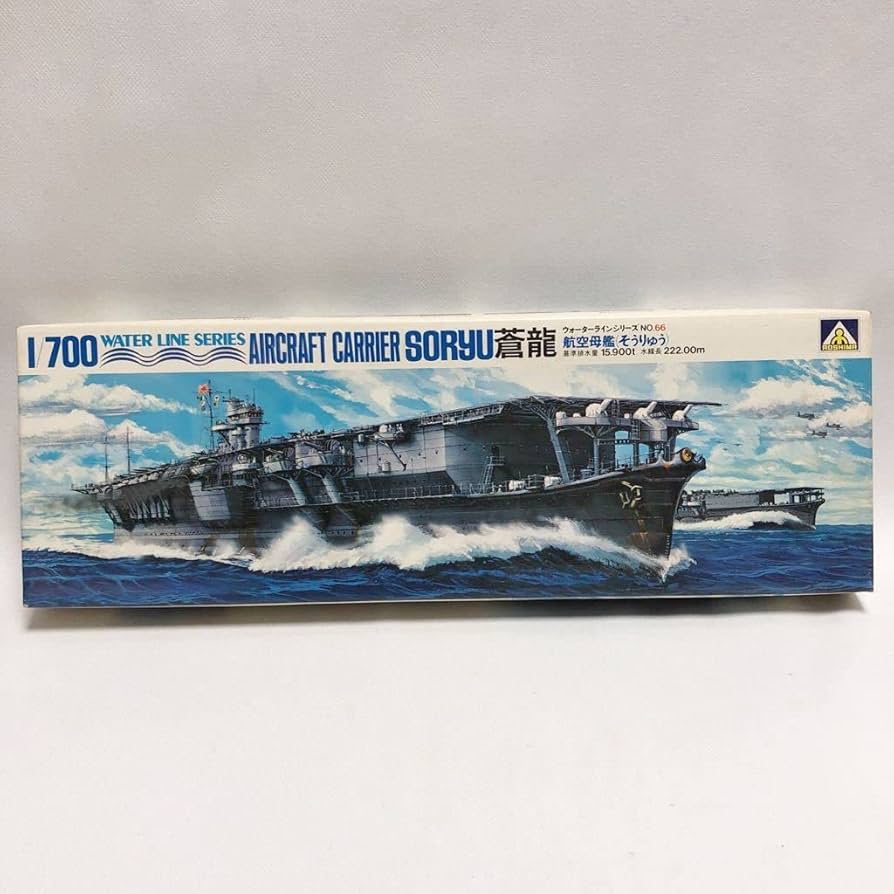 1/700 WATER LINE SERIES AIRCRAFT CARRIER SORYU 蒼龍
ウォーターラインシリーズ NO.66
航空母艦(そうりゅう)
基準排水量 15.900t 水線長 222.00m
AOSHIMA